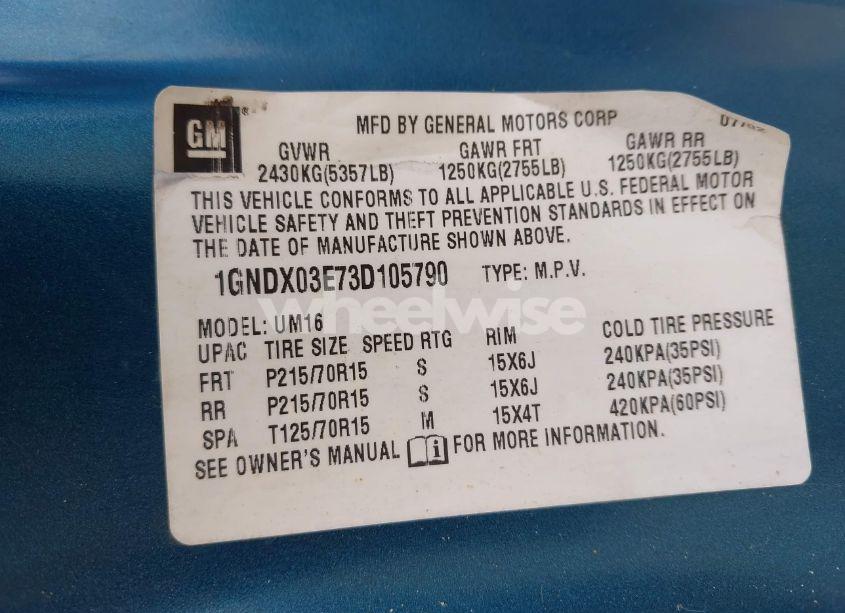 GM
MFD BY GENERAL MOTORS CORP 07/02
GVWR GAWR FRT GAWR RR
2430KG(5357LB) 1250KG(2755LB) 1250KG(2755LB)
THIS VEHICLE CONFORMS TO ALL APPLICABLE U.S. FEDERAL MOTOR
VEHICLE SAFETY AND THEFT PREVENTION STANDARDS IN EFFECT ON
THE DATE OF MANUFACTURE SHOWN ABOVE.
1GNDX03E73D105790 TYPE: M.P.V.
wheelwise
MODEL: UM16
UPAC TIRE SIZE SPEED RTG RIM COLD TIRE PRESSURE
FRT P215/70R15 S 15X6J 240KPA(35PSI)
RR P215/70R15 S 15X6J 240KPA(35PSI)
SPA T125/70R15 M 15X4T 420KPA(60PSI)
SEE OWNER'S MANUAL FOR MORE INFORMATION.